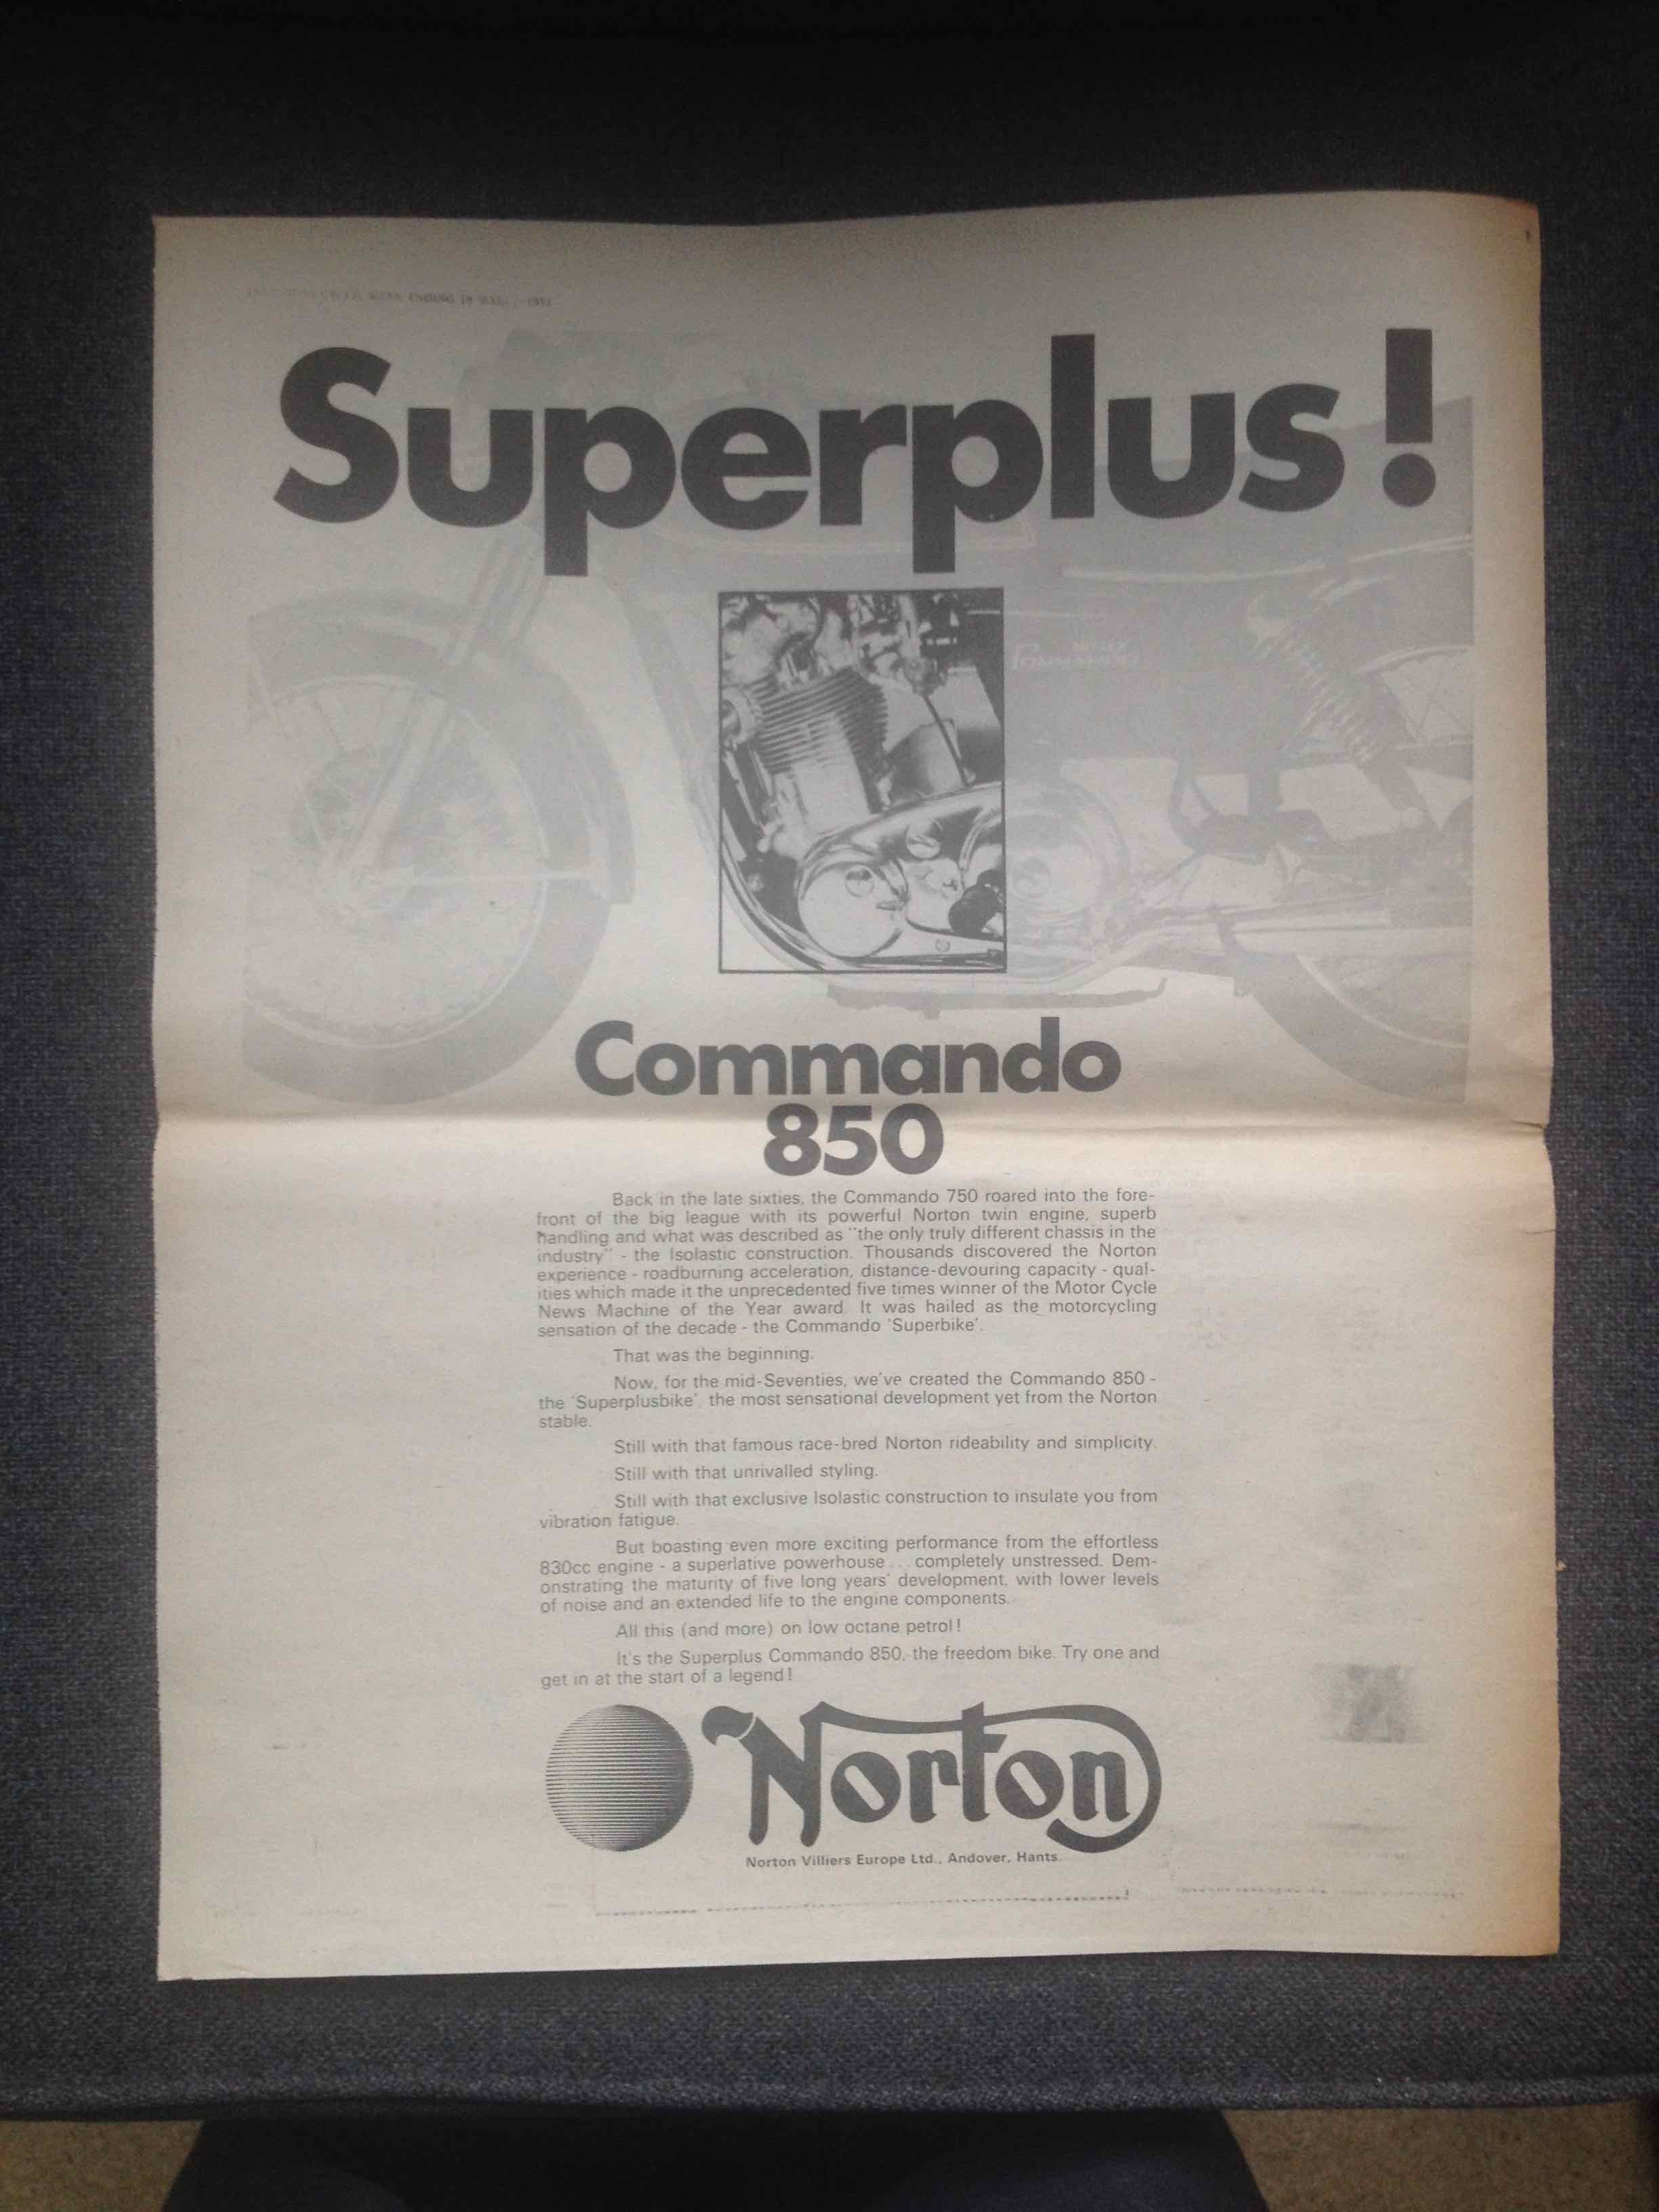 WEEK ENDING
Superplus!
COMMANDO
Commando
850
Back in the late sixties, the Commando 750 roared into the fore-
front of the big league with its powerful Norton twin engine, superb
handling and what was described as "the only truly different chassis in the
industry" - the Isolastic construction. Thousands discovered the Norton
experience - roadburning acceleration, distance-devouring capacity - qual-
ities which made it the unprecedented five times winner of the Motor Cycle
News Machine of the Year award. It was hailed as the motorcycling
sensation of the decade - the Commando 'Superbike'.
That was the beginning.
Now, for the mid-Seventies, we've created the Commando 850 -
the 'Superplusbike', the most sensational development yet from the Norton
stable.
Still with that famous race-bred Norton rideability and simplicity.
Still with that unrivalled styling.
Still with that exclusive Isolastic construction to insulate you from
vibration fatigue.
But boasting even more exciting performance from the effortless
830cc engine - a superlative powerhouse ... completely unstressed. Dem-
onstrating the maturity of five long years' development, with lower levels
of noise and an extended life to the engine components.
All this (and more) on low octane petrol!
It's the Superplus Commando 850, the freedom bike. Try one and
get in at the start of a legend!
Norton
Norton Villiers Europe Ltd., Andover, Hants.